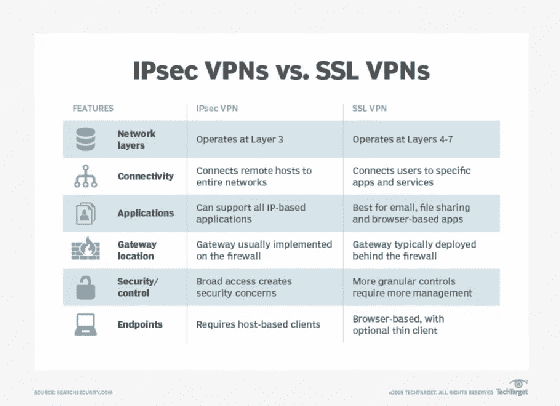 IPsec VPNs vs. SSL VPNs
FEATURES
IPsec VPN
SSL VPN
Network
layers
Operates at Layer 3
Operates at Layers 4-7
Connectivity
Connects remote hosts to
entire networks
Connects users to specific
apps and services
Applications
Can support all IP-based
applications
Best for email, file sharing
and browser-based apps
Gateway
location
Gateway usually implemented
on the firewall
Gateway typically deployed
behind the firewall
Security/
control
Broad access creates
security concerns
More granular controls
require more management
Endpoints
Requires host-based clients
Browser-based, with
optional thin client
SOURCE: SEARCHSECURITY.COM
TECHTARGET. ALL RIGHTS RESERVED
TechTarget